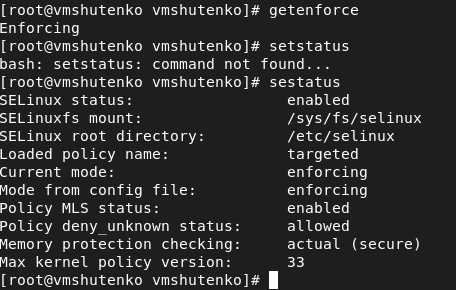 [root@vmshutenko vmshutenko]# getenforce
Enforcing
[root@vmshutenko vmshutenko]# setstatus
bash: setstatus: command not found...
[root@vmshutenko vmshutenko]# sestatus
SELinux status:                 enabled
SELinuxfs mount:                /sys/fs/selinux
SELinux root directory:         /etc/selinux
Loaded policy name:             targeted
Current mode:                   enforcing
Mode from config file:          enforcing
Policy MLS status:              enabled
Policy deny_unknown status:     allowed
Memory protection checking:     actual (secure)
Max kernel policy version:      33
[root@vmshutenko vmshutenko]#